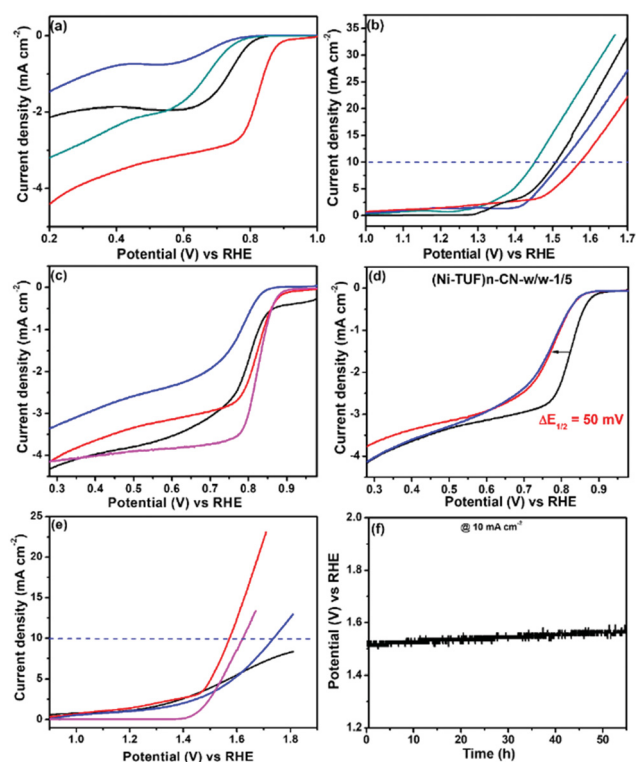 (a)
0
-2
-4
Current density (mA cm⁻²)
0.2 0.4 0.6 0.8 1.0
Potential (V) vs RHE
(b)
35
30
25
20
15
10
5
0
Current density (mA cm⁻²)
1.0 1.1 1.2 1.3 1.4 1.5 1.6 1.7
Potential (V) vs RHE
(c)
0
-1
-2
-3
-4
Current density (mA cm⁻²)
0.3 0.4 0.5 0.6 0.7 0.8 0.9
Potential (V) vs RHE
(d)
(Ni-TUF)n-CN-w/w-1/5
0
-1
-2
-3
-4
Current density (mA cm⁻²)
ΔE1/2 = 50 mV
0.3 0.4 0.5 0.6 0.7 0.8 0.9
Potential (V) vs RHE
(e)
25
20
15
10
5
0
Current density (mA cm⁻²)
1.0 1.2 1.4 1.6 1.8
Potential (V) vs RHE
(f)
@ 10 mA cm⁻²
2.0
1.8
1.6
1.4
1.2
Potential (V) vs RHE
0 10 20 30 40 50
Time (h)